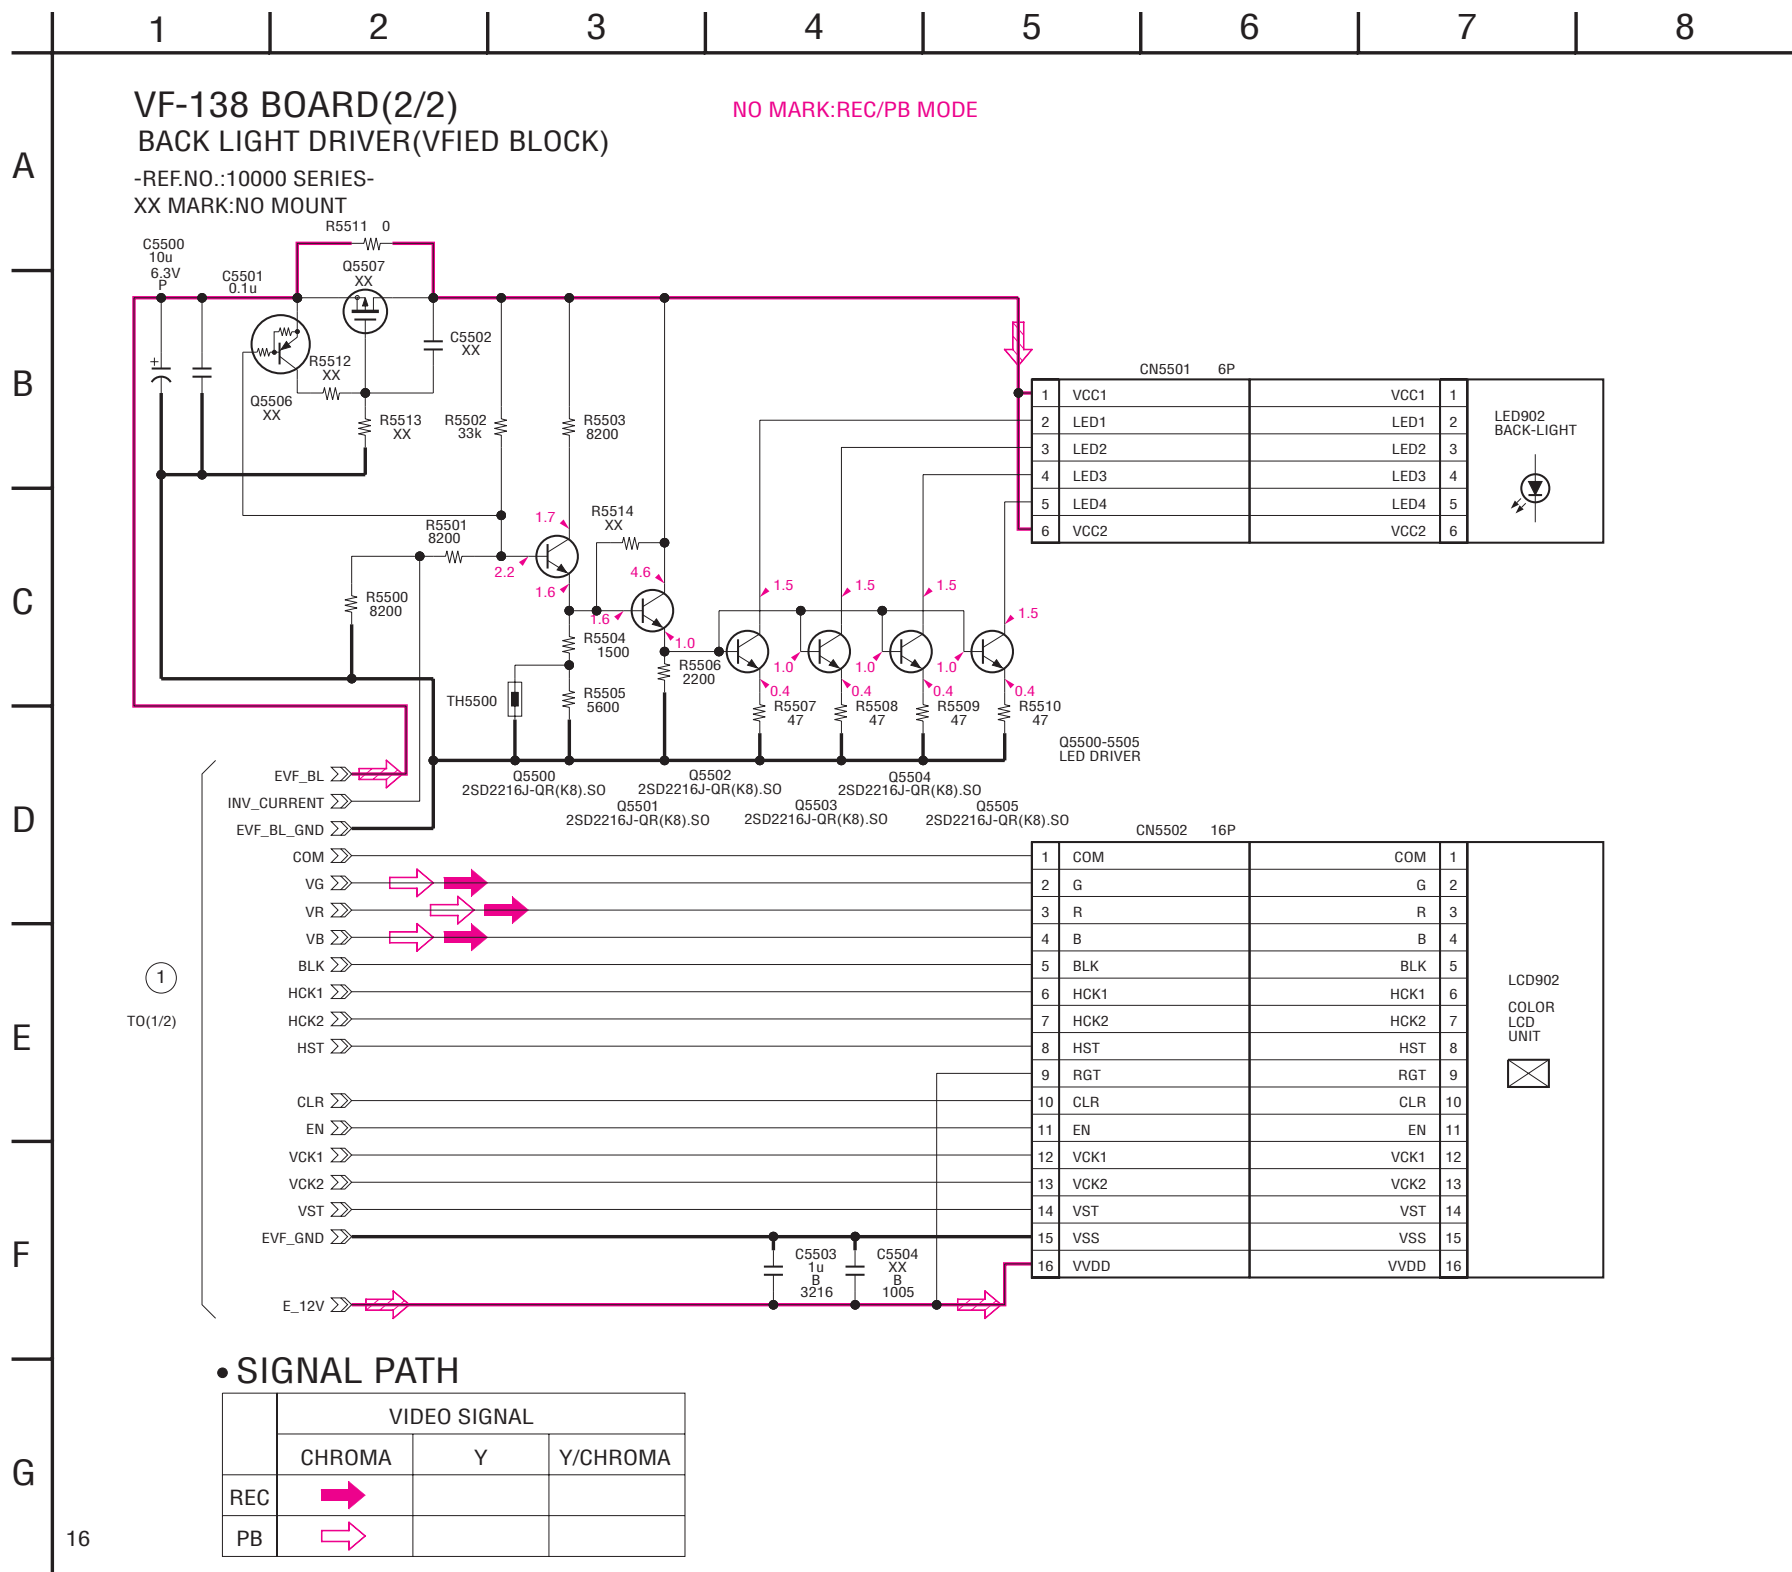 1 2 3 4 5 6 7 8
A
B
C
D
E
F
G
VF-138 BOARD(2/2)
BACK LIGHT DRIVER(VFIED BLOCK)
NO MARK:REC/PB MODE
-REF.NO.:10000 SERIES-
XX MARK:NO MOUNT
R5511 0
C5500
10u
6.3V
P
C5501
0.1u
Q5507
XX
+
R5512
XX
C5502
XX
Q5506
XX
R5513
XX
R5502
33k
R5503
8200
R5501
8200
R5500
8200
1.7
2.2
1.6
R5514
XX
4.6
1.6
1.0
R5504
1500
R5505
5600
TH5500
R5506
2200
1.5
1.5
1.5
1.5
1.0
1.0
1.0
0.4
0.4
0.4
0.4
R5507
47
R5508
47
R5509
47
R5510
47
Q5500-5505
LED DRIVER
Q5500
2SD2216J-QR(K8).SO
Q5501
2SD2216J-QR(K8).SO
Q5502
2SD2216J-QR(K8).SO
Q5503
2SD2216J-QR(K8).SO
Q5504
2SD2216J-QR(K8).SO
Q5505
2SD2216J-QR(K8).SO
CN5501 6P
1 VCC1 VCC1 1
2 LED1 LED1 2
3 LED2 LED2 3
4 LED3 LED3 4
5 LED4 LED4 5
6 VCC2 VCC2 6
LED902
BACK-LIGHT
EVF_BL
INV_CURRENT
EVF_BL_GND
COM
VG
VR
VB
BLK
HCK1
HCK2
HST
CLR
EN
VCK1
VCK2
VST
EVF_GND
E_12V
1
TO(1/2)
CN5502 16P
1 COM COM 1
2 G G 2
3 R R 3
4 B B 4
5 BLK BLK 5
6 HCK1 HCK1 6
7 HCK2 HCK2 7
8 HST HST 8
9 RGT RGT 9
10 CLR CLR 10
11 EN EN 11
12 VCK1 VCK1 12
13 VCK2 VCK2 13
14 VST VST 14
15 VSS VSS 15
16 VVDD VVDD 16
LCD902
COLOR
LCD
UNIT
C5503
1u
B
3216
C5504
XX
B
1005
• SIGNAL PATH
VIDEO SIGNAL
CHROMA Y Y/CHROMA
REC
PB
16